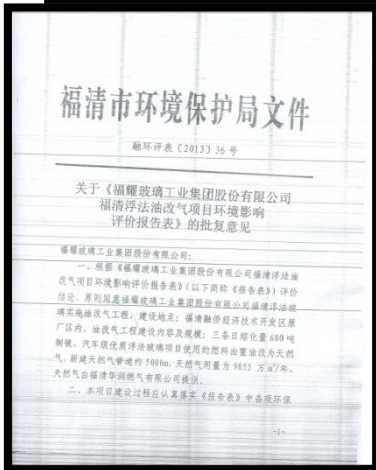 福清市环境保护局文件
融环评表〔2013〕36号
关于《福耀玻璃工业集团股份有限公司
福清浮法油改气项目环境影响
评价报告表》的批复意见
福耀玻璃工业集团股份有限公司:
一、根据《福耀玻璃工业集团股份有限公司福清浮法油
改气项目环境影响评价报告表》(以下简称《报告表》)评价
结论,原则同意福耀玻璃工业集团股份有限公司福清浮法玻
璃实施油改气工程。建设地点:福清融侨经济技术开发区原
厂区内。油改气工程建设内容及规模:三条日熔化量600吨
制镜、汽车级优质浮法玻璃项目使用的燃料由重油改为天然
气,新建天然气管道约5000m,天然气用量为9855万m³/年,
天然气由福清华润燃气有限公司提供。
二、本项目建设过程应认真落实《报告表》中各项环保
-1-